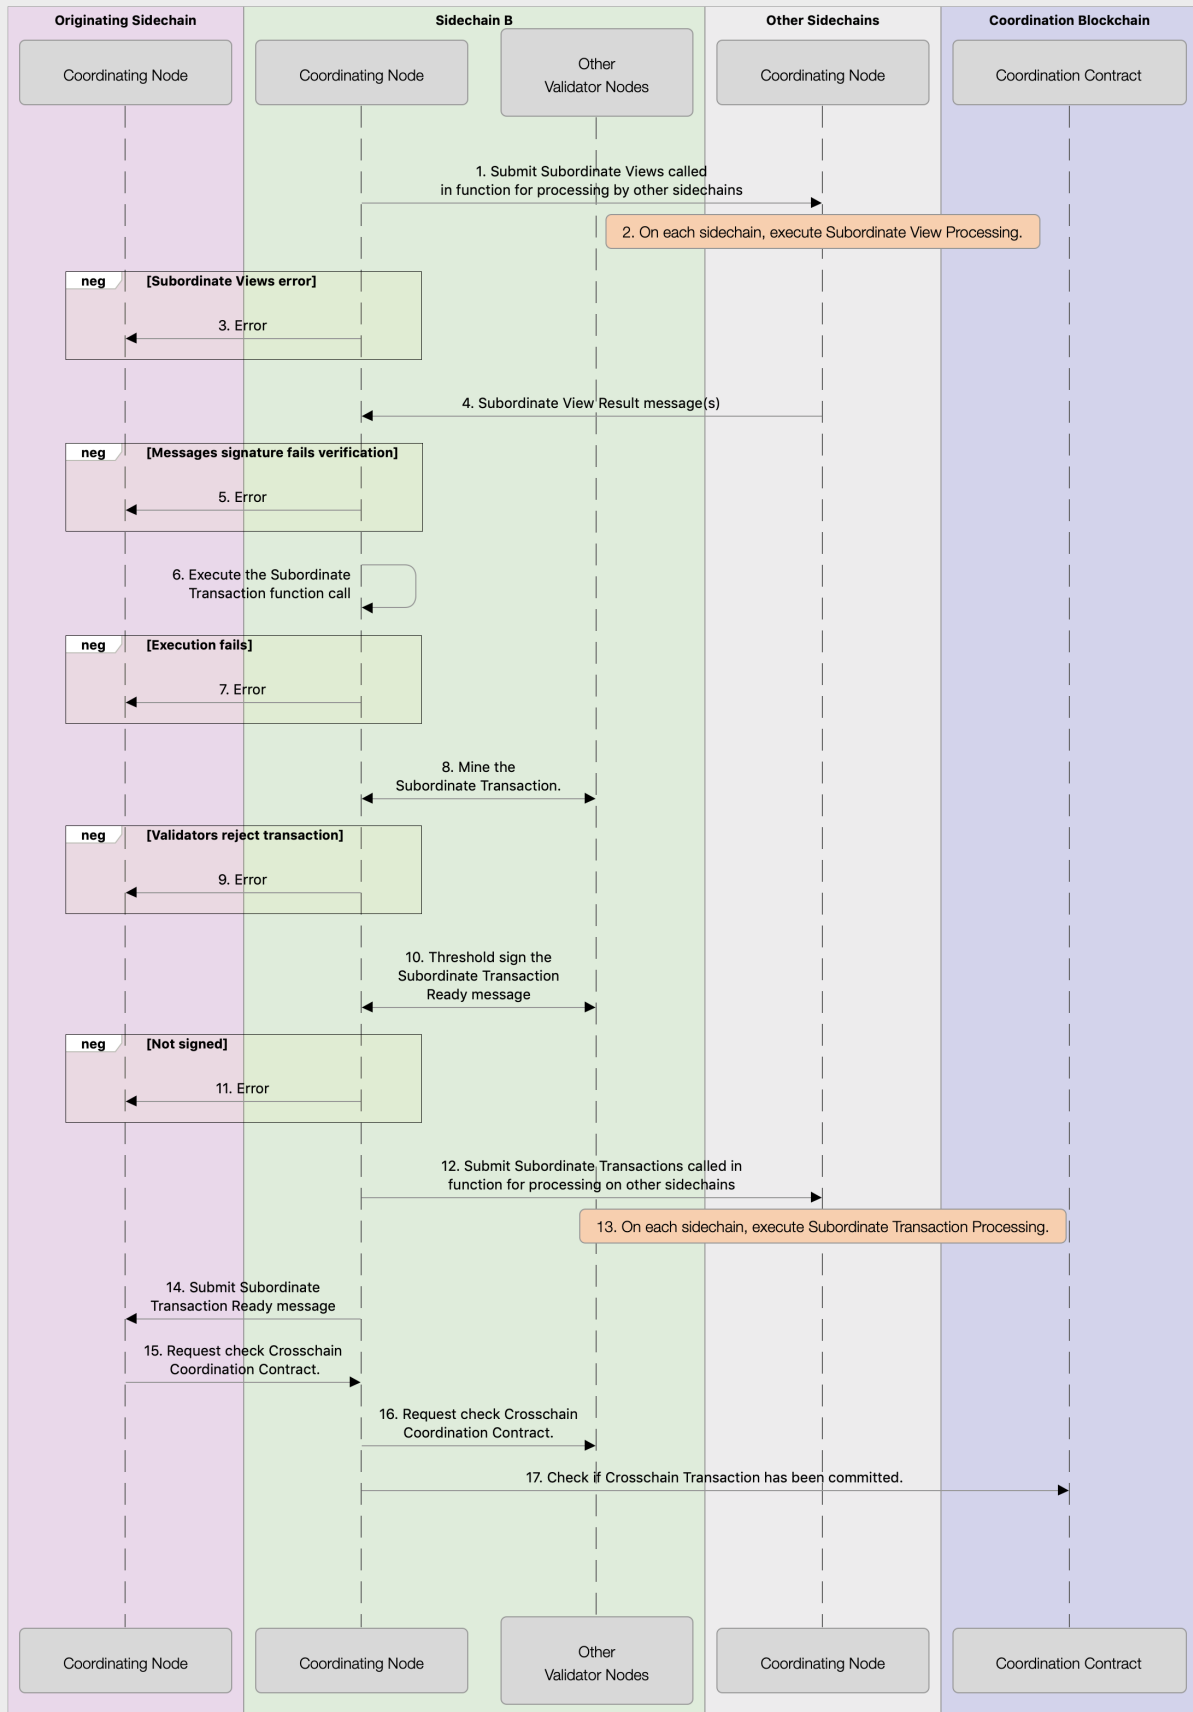 Originating Sidechain
Sidechain B
Other Sidechains
Coordination Blockchain
Coordinating Node
Coordinating Node
Other
Validator Nodes
Coordinating Node
Coordination Contract
1. Submit Subordinate Views called
in function for processing by other sidechains
2. On each sidechain, execute Subordinate View Processing.
neg [Subordinate Views error]
3. Error
4. Subordinate View Result message(s)
neg [Messages signature fails verification]
5. Error
6. Execute the Subordinate
Transaction function call
neg [Execution fails]
7. Error
8. Mine the
Subordinate Transaction.
neg [Validators reject transaction]
9. Error
10. Threshold sign the
Subordinate Transaction
Ready message
neg [Not signed]
11. Error
12. Submit Subordinate Transactions called in
function for processing on other sidechains
13. On each sidechain, execute Subordinate Transaction Processing.
14. Submit Subordinate
Transaction Ready message
15. Request check Crosschain
Coordination Contract.
16. Request check Crosschain
Coordination Contract.
17. Check if Crosschain Transaction has been committed.
Coordinating Node
Coordinating Node
Other
Validator Nodes
Coordinating Node
Coordination Contract